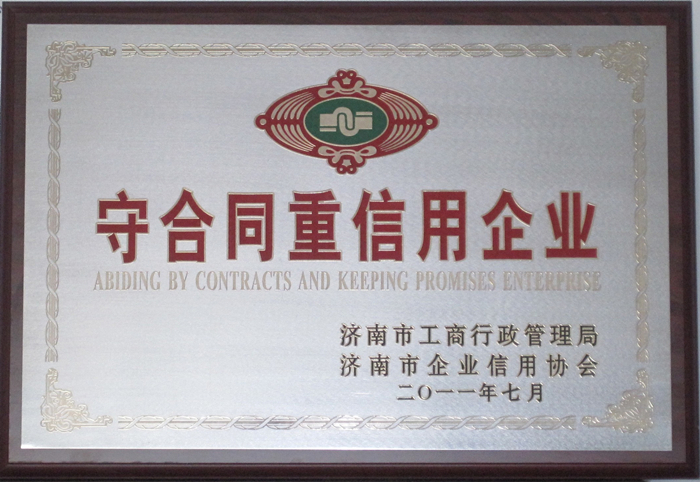 守合同重信用企业
ABIDING BY CONTRACTS AND KEEPING PROMISES ENTERPRISE
济南市工商行政管理局
济南市企业信用协会
二〇一一年七月